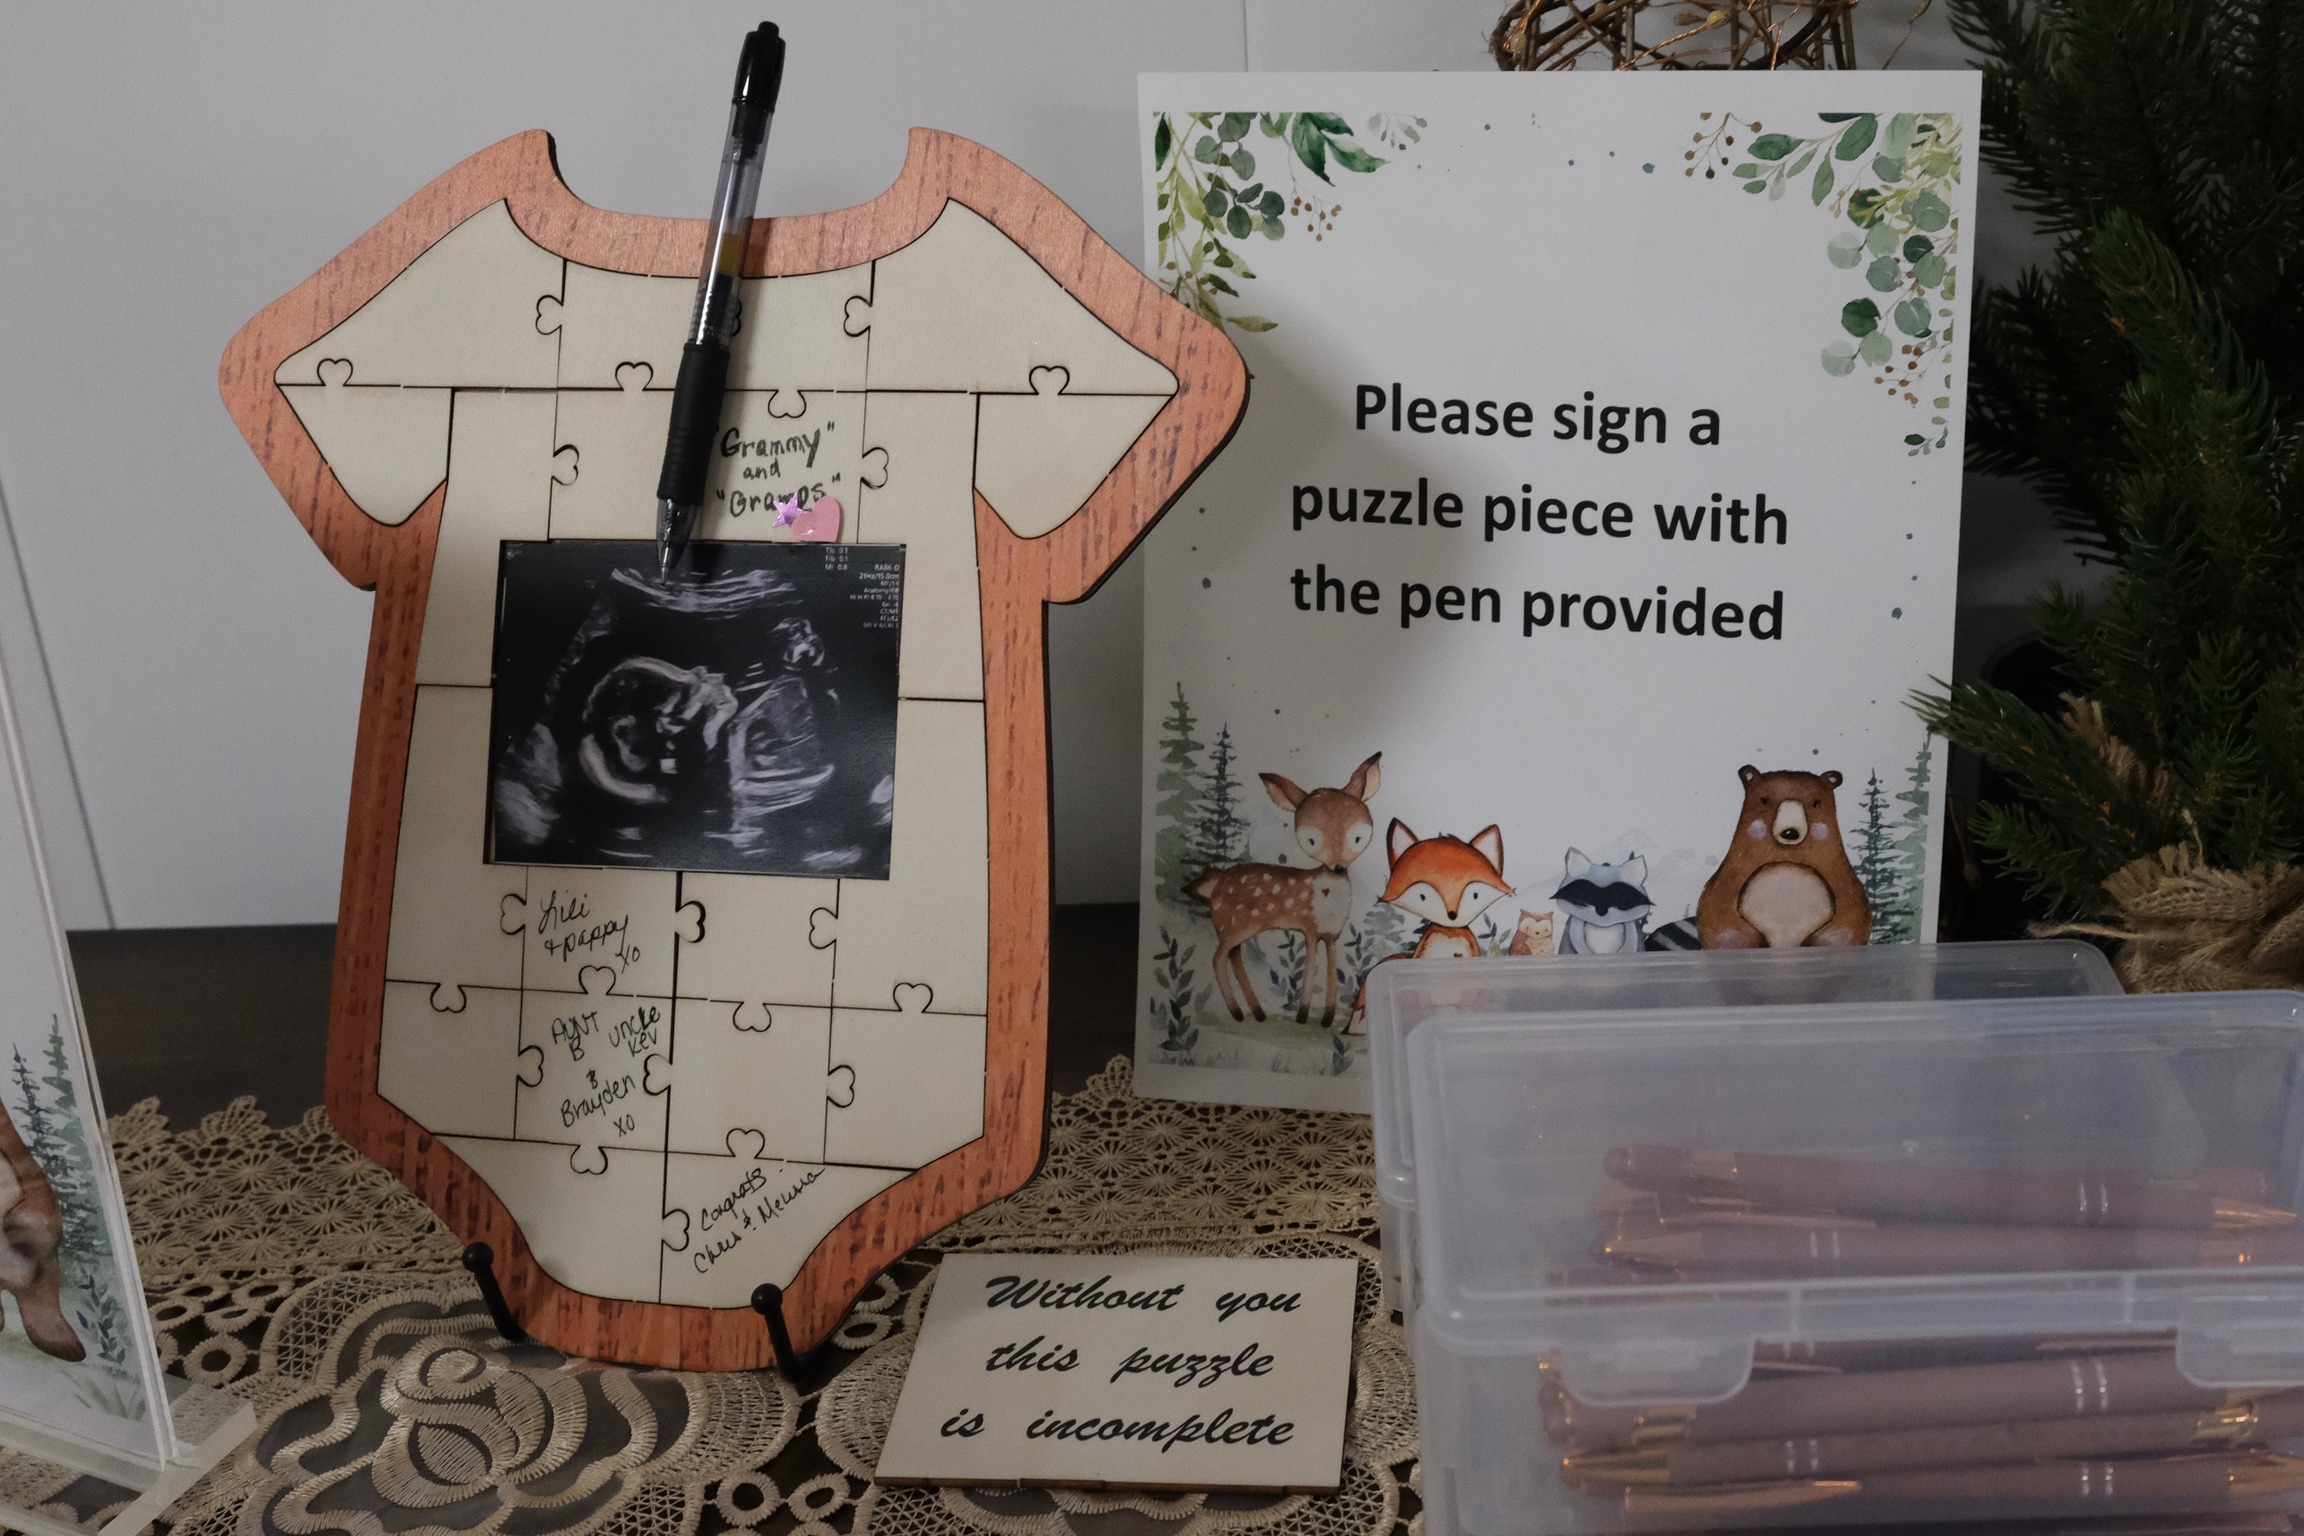 "Grammy"
and
"Gramps"
Lili
& pappy
xo
AUNT
B
UNCLE
KEV
&
Brayden
xo
Congrats -
Chris & Melissa
Please sign a
puzzle piece with
the pen provided
Without you
this puzzle
is incomplete